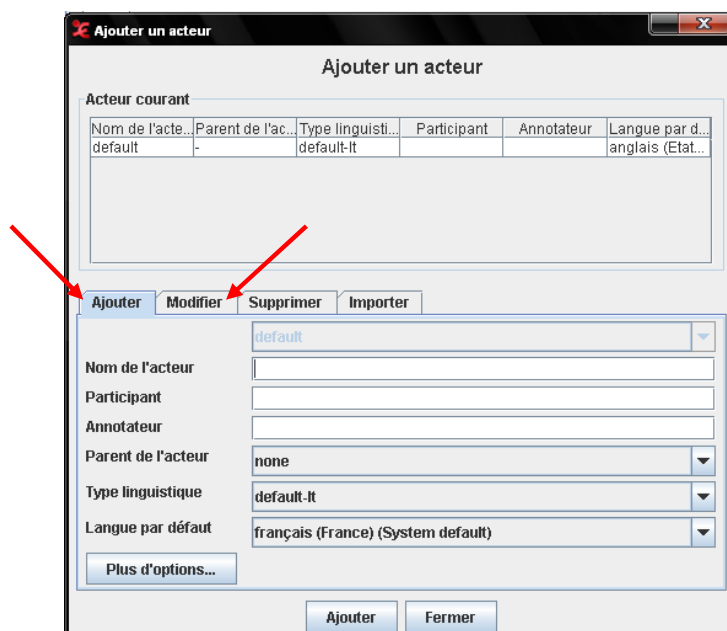 Ajouter un acteur
Ajouter un acteur
Acteur courant
Nom de l'acte... Parent de l'ac... Type linguisti... Participant Annotateur Langue par d...
default - default-lt anglais (Etat...
Ajouter Modifier Supprimer Importer
default
Nom de l'acteur
Participant
Annotateur
Parent de l'acteur none
Type linguistique default-lt
Langue par défaut français (France) (System default)
Plus d'options...
Ajouter Fermer